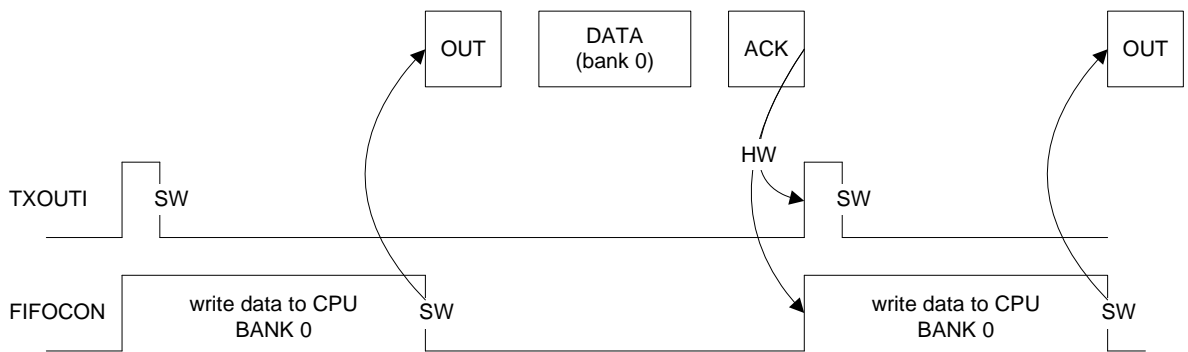 OUT
DATA
(bank 0)
ACK
OUT
HW
TXOUTI
SW
SW
FIFOCON
write data to CPU
BANK 0
SW
write data to CPU
BANK 0
SW